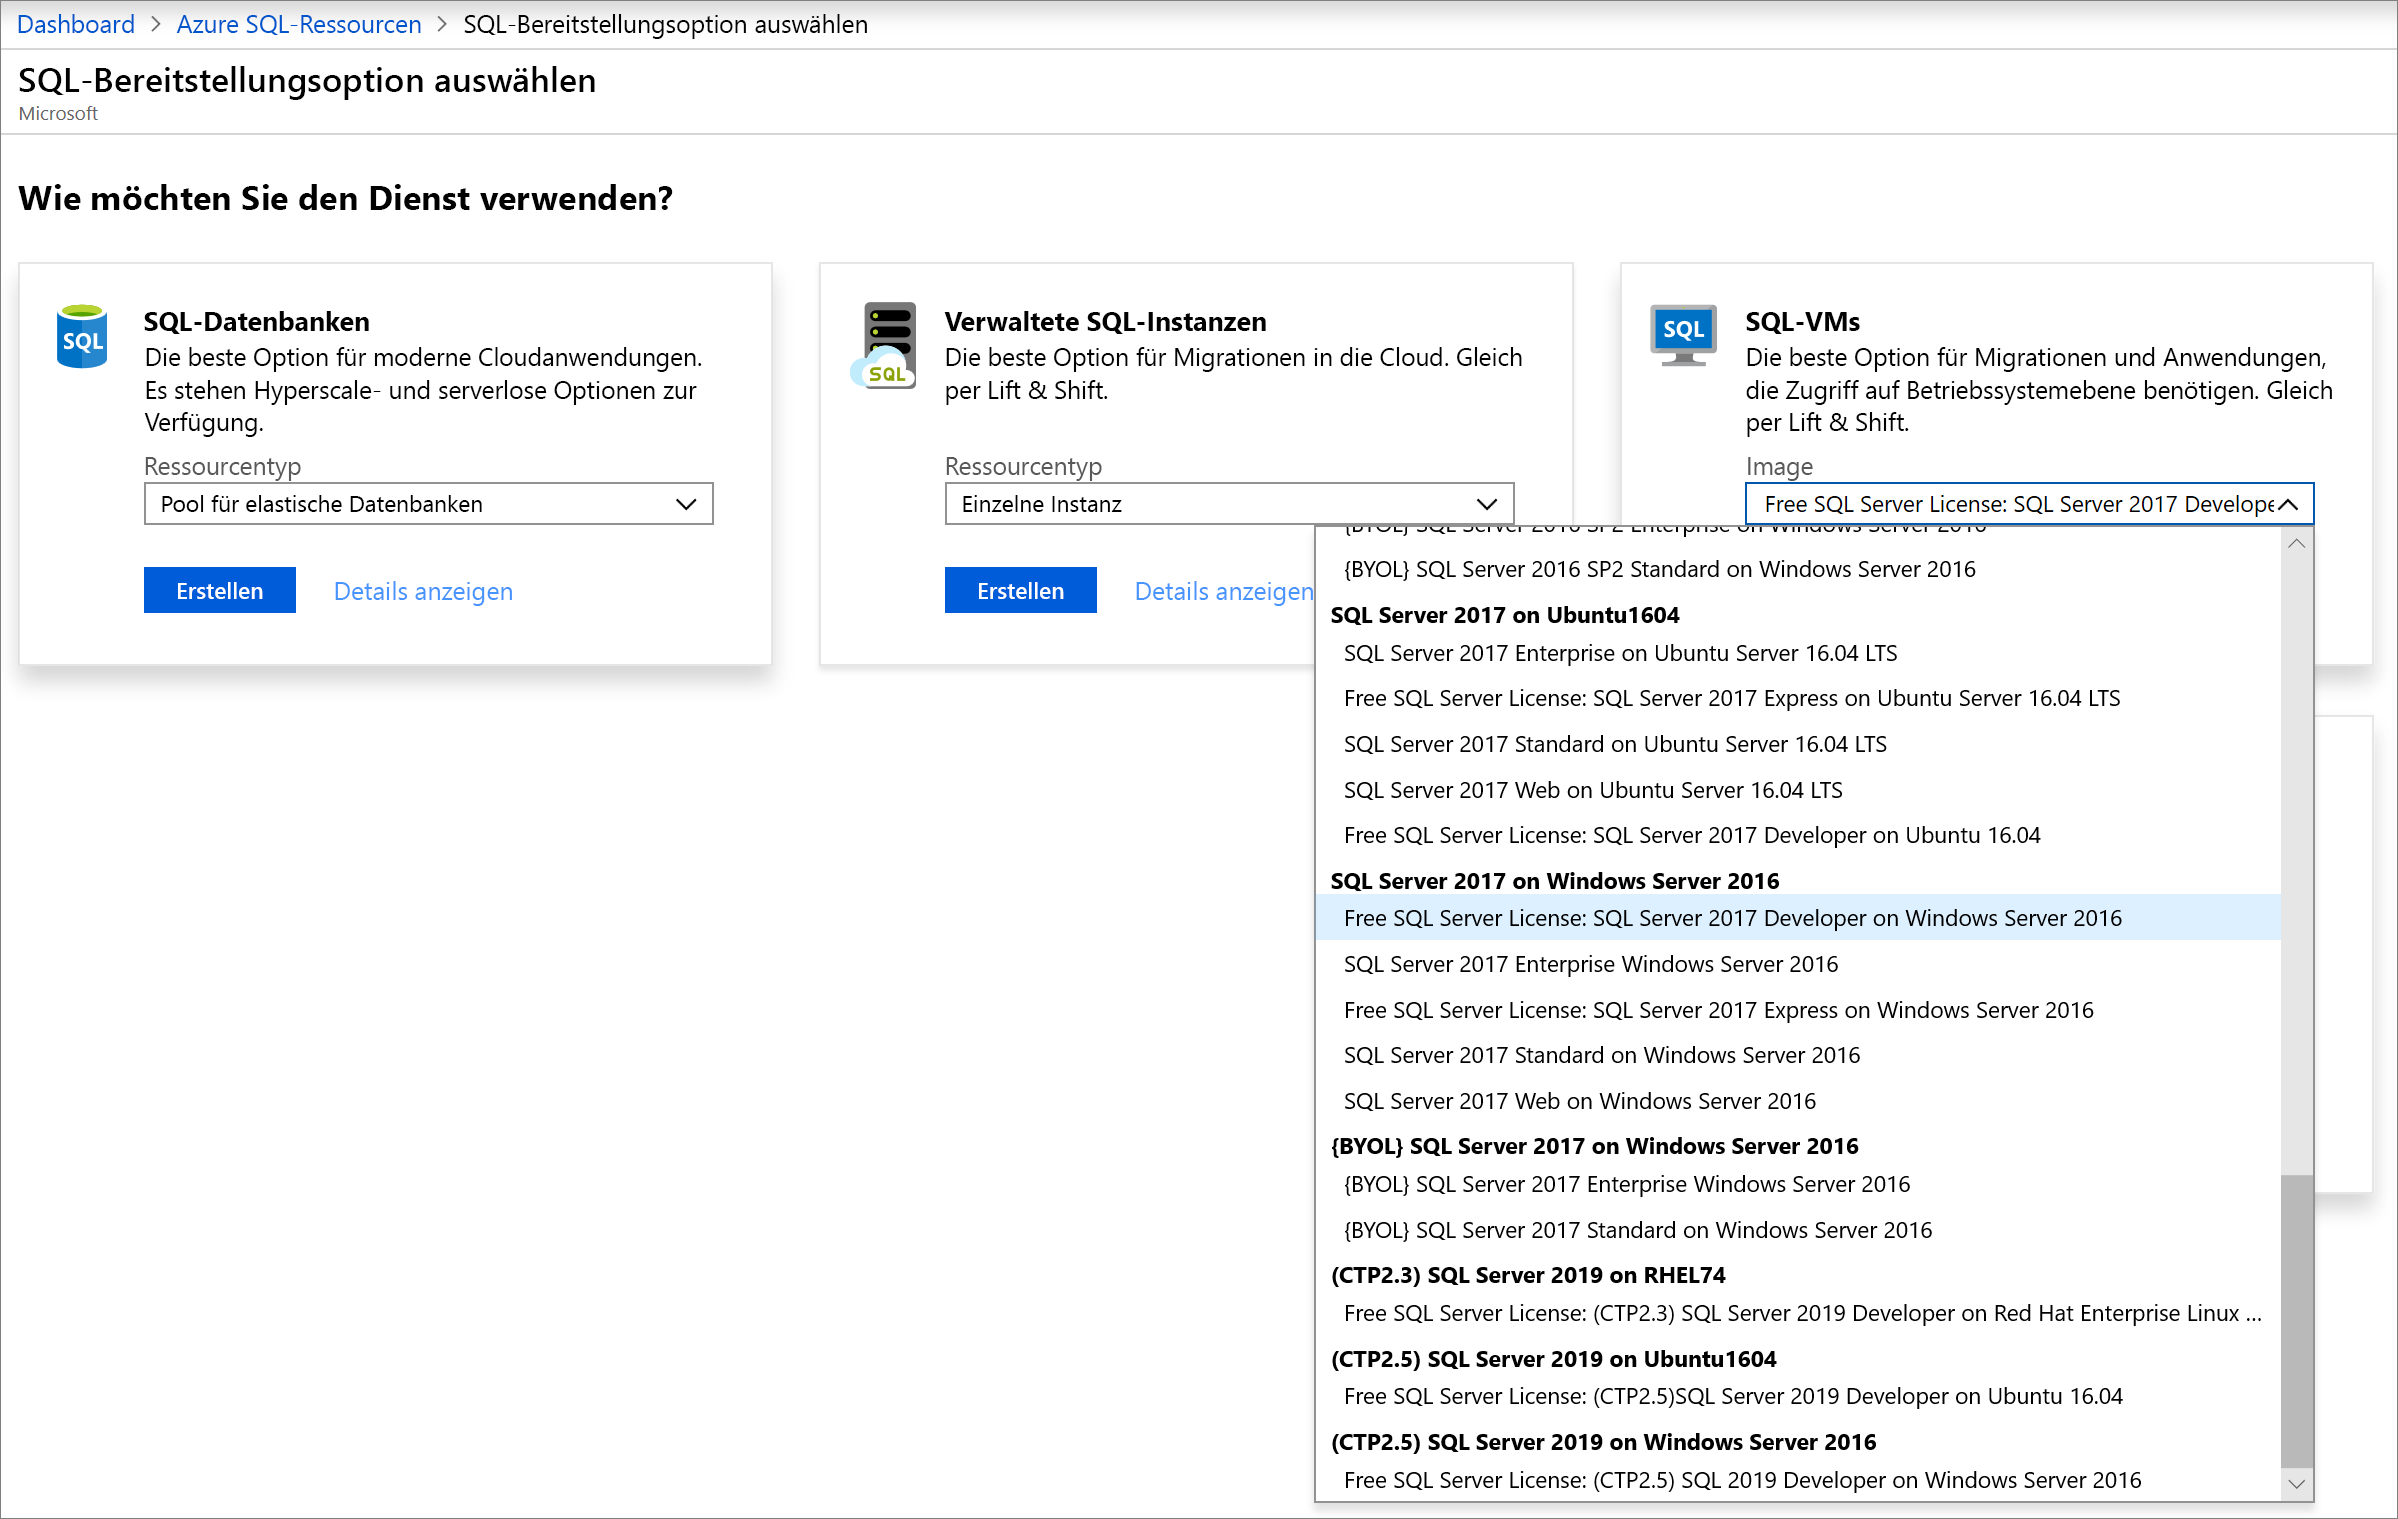 Dashboard > Azure SQL-Ressourcen > SQL-Bereitstellungsoption auswählen
SQL-Bereitstellungsoption auswählen
Microsoft
Wie möchten Sie den Dienst verwenden?
SQL
SQL-Datenbanken
Die beste Option für moderne Cloudanwendungen.
Es stehen Hyperscale- und serverlose Optionen zur
Verfügung.
Ressourcentyp
Pool für elastische Datenbanken
Erstellen
Details anzeigen
SQL
Verwaltete SQL-Instanzen
Die beste Option für Migrationen in die Cloud. Gleich
per Lift & Shift.
Ressourcentyp
Einzelne Instanz
Erstellen
Details anzeigen
SQL
SQL-VMs
Die beste Option für Migrationen und Anwendungen,
die Zugriff auf Betriebssystemebene benötigen. Gleich
per Lift & Shift.
Image
Free SQL Server License: SQL Server 2017 Develope
{BYOL} SQL Server 2016 SP2 Enterprise on Windows Server 2016
{BYOL} SQL Server 2016 SP2 Standard on Windows Server 2016
SQL Server 2017 on Ubuntu1604
SQL Server 2017 Enterprise on Ubuntu Server 16.04 LTS
Free SQL Server License: SQL Server 2017 Express on Ubuntu Server 16.04 LTS
SQL Server 2017 Standard on Ubuntu Server 16.04 LTS
SQL Server 2017 Web on Ubuntu Server 16.04 LTS
Free SQL Server License: SQL Server 2017 Developer on Ubuntu 16.04
SQL Server 2017 on Windows Server 2016
Free SQL Server License: SQL Server 2017 Developer on Windows Server 2016
SQL Server 2017 Enterprise Windows Server 2016
Free SQL Server License: SQL Server 2017 Express on Windows Server 2016
SQL Server 2017 Standard on Windows Server 2016
SQL Server 2017 Web on Windows Server 2016
{BYOL} SQL Server 2017 on Windows Server 2016
{BYOL} SQL Server 2017 Enterprise Windows Server 2016
{BYOL} SQL Server 2017 Standard on Windows Server 2016
(CTP2.3) SQL Server 2019 on RHEL74
Free SQL Server License: (CTP2.3) SQL Server 2019 Developer on Red Hat Enterprise Linux ...
(CTP2.5) SQL Server 2019 on Ubuntu1604
Free SQL Server License: (CTP2.5)SQL Server 2019 Developer on Ubuntu 16.04
(CTP2.5) SQL Server 2019 on Windows Server 2016
Free SQL Server License: (CTP2.5) SQL 2019 Developer on Windows Server 2016